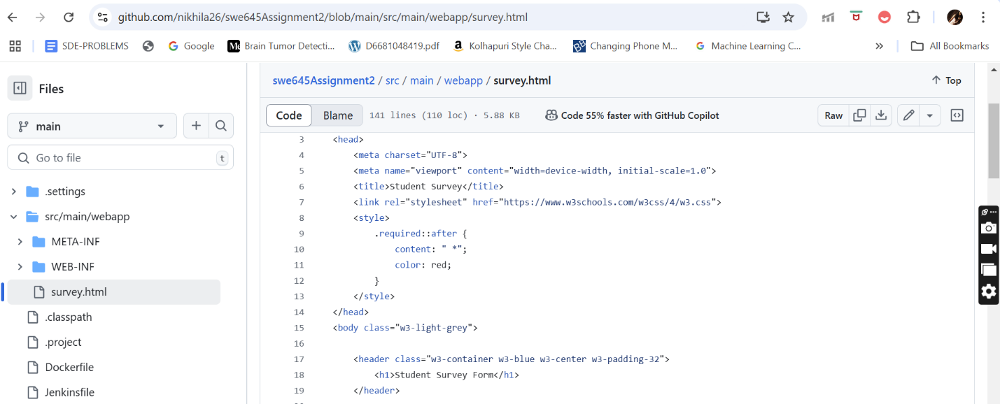 github.com/nikhila26/swe645Assignment2/blob/main/src/main/webapp/survey.html
SDE-PROBLEMS Google Me Brain Tumor Detecti... D6681048419.pdf a Kolhapuri Style Cha... BB Changing Phone M... G Machine Learning C... » All Bookmarks
Files
main
Go to file t
.settings
src/main/webapp
META-INF
WEB-INF
survey.html
.classpath
.project
Dockerfile
Jenkinsfile
swe645Assignment2 / src / main / webapp / survey.html Top
Code Blame 141 lines (110 loc) · 5.88 KB Code 55% faster with GitHub Copilot Raw
3 <head>
4 <meta charset="UTF-8">
5 <meta name="viewport" content="width=device-width, initial-scale=1.0">
6 <title>Student Survey</title>
7 <link rel="stylesheet" href="https://www.w3schools.com/w3css/4/w3.css">
8 <style>
9 .required::after {
10 content: " *";
11 color: red;
12 }
13 </style>
14 </head>
15 <body class="w3-light-grey">
16
17 <header class="w3-container w3-blue w3-center w3-padding-32">
18 <h1>Student Survey Form</h1>
19 </header>